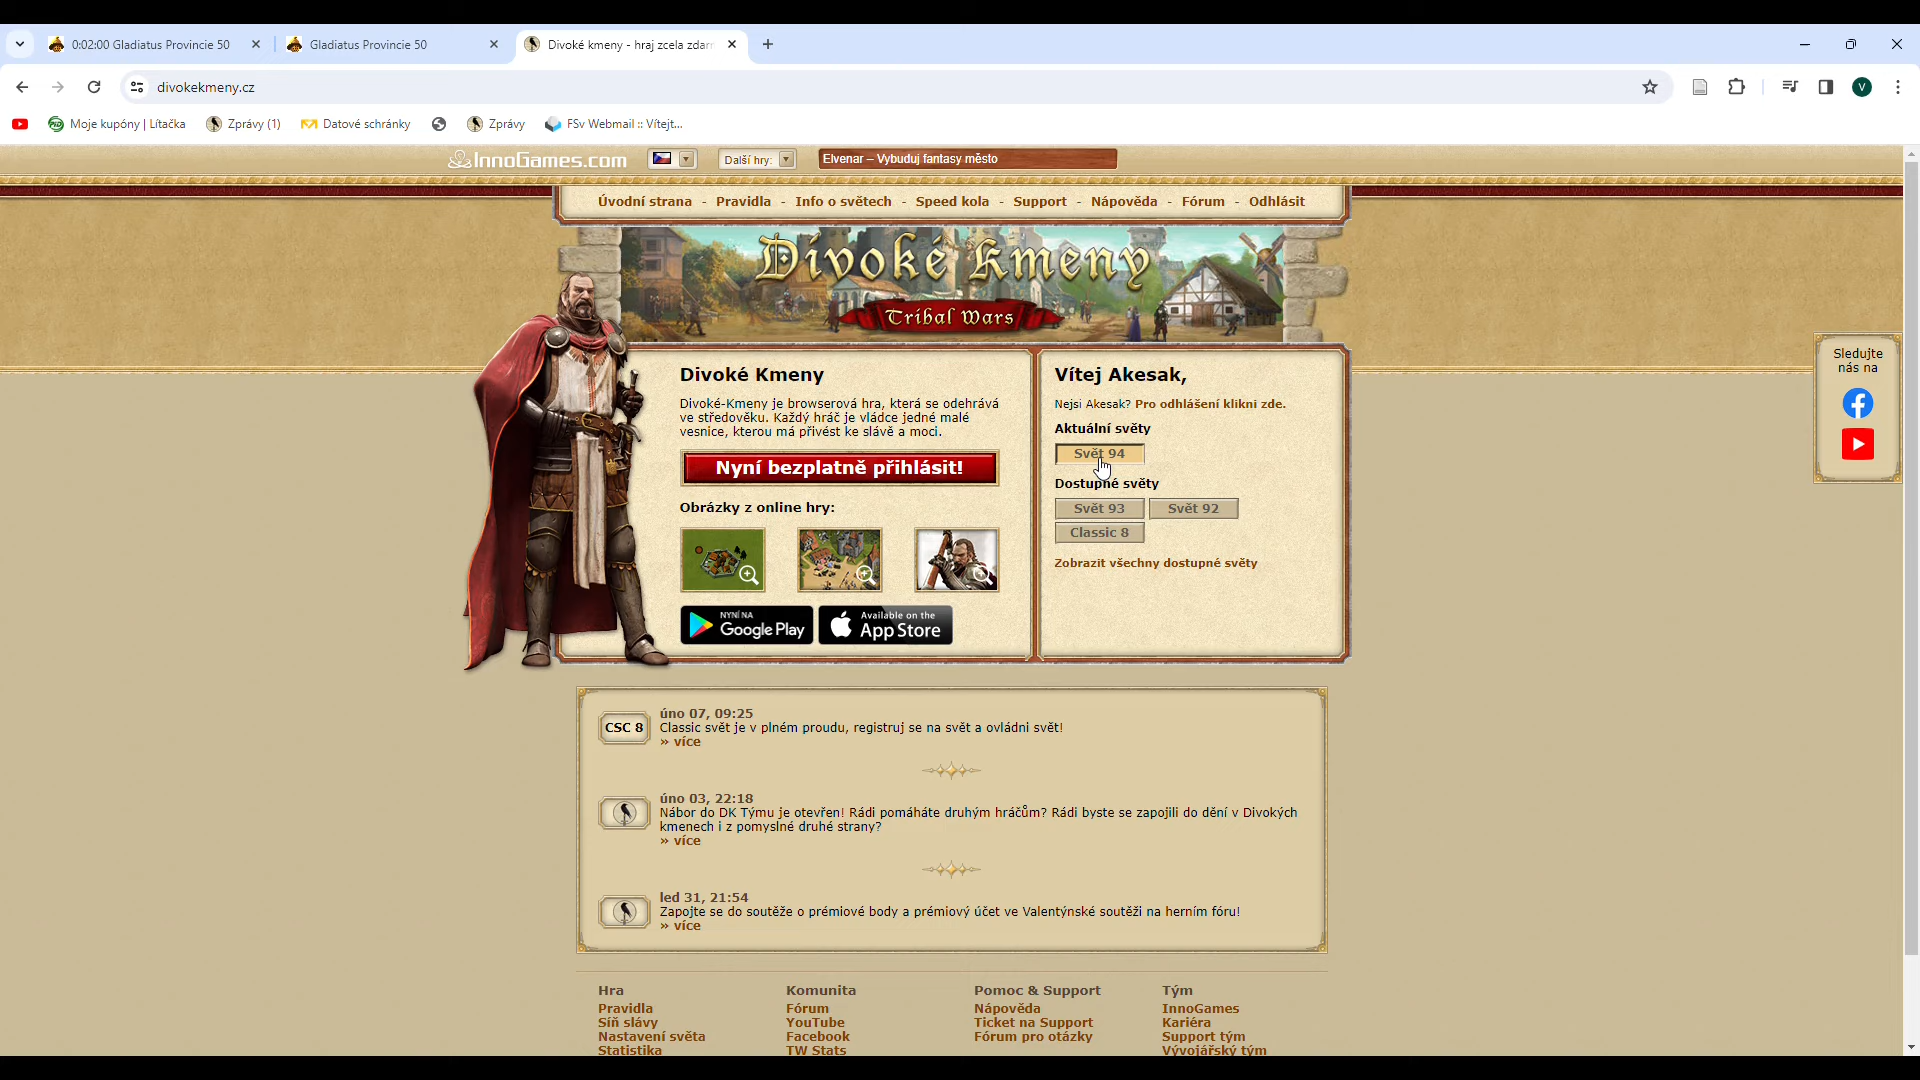 0:02:00 Gladiatus Provincie 50
Gladiatus Provincie 50
Divoké kmeny - hraj zcela zdar
divokekmeny.cz
V
Moje kupóny | Lítačka
Zprávy (1)
Datové schránky
Zprávy
FSv Webmail :: Vítejt...
InnoGames.com
Další hry:
Elvenar – Vybuduj fantasy město
Úvodní strana - Pravidla - Info o světech - Speed kola - Support - Nápověda - Fórum - Odhlásit
Divoké Kmeny
Tribal Wars
Sledujte
nás na
Divoké Kmeny
Divoké-Kmeny je browserová hra, která se odehrává
ve středověku. Každý hráč je vládce jedné malé
vesnice, kterou má přivést ke slávě a moci.
Nyní bezplatně přihlásit!
Obrázky z online hry:
NYNÍ NA
Google Play
Available on the
App Store
Vítej Akesak,
Nejsi Akesak? Pro odhlášení klikni zde.
Aktuální světy
Svět 94
Dostupné světy
Svět 93
Svět 92
Classic 8
Zobrazit všechny dostupné světy
CSC 8
úno 07, 09:25
Classic svět je v plném proudu, registruj se na svět a ovládni svět!
» více
úno 03, 22:18
Nábor do DK Týmu je otevřen! Rádi pomáháte druhým hráčům? Rádi byste se zapojili do dění v Divokých
kmenech i z pomyslné druhé strany?
» více
led 31, 21:54
Zapojte se do soutěže o prémiové body a prémiový účet ve Valentýnské soutěži na herním fóru!
» více
Hra
Pravidla
Síň slávy
Nastavení světa
Statistika
Komunita
Fórum
YouTube
Facebook
TW Stats
Pomoc & Support
Nápověda
Ticket na Support
Fórum pro otázky
Tým
InnoGames
Kariéra
Support tým
Vývojářský tým